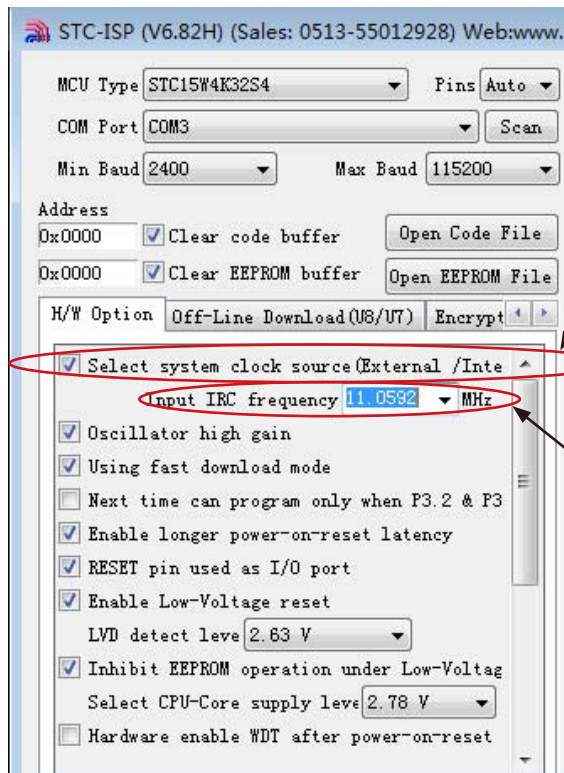 STC-ISP (V6.82H) (Sales: 0513-55012928) Web:www.
MCU Type STC15W4K32S4 Pins Auto
COM Port COM3 Scan
Min Baud 2400 Max Baud 115200
Address
0x0000 Clear code buffer Open Code File
0x0000 Clear EEPROM buffer Open EEPROM File
H/W Option Off-Line Download(U8/U7) Encrypt
Select system clock source(External /Inte
Input IRC frequency 11.0592 MHz
Oscillator high gain
Using fast download mode
Next time can program only when P3.2 & P3
Enable longer power-on-reset latency
RESET pin used as I/O port
Enable Low-Voltage reset
LVD detect leve 2.63 V
Inhibit EEPROM operation under Low-Voltag
Select CPU-Core supply leve 2.78 V
Hardware enable WDT after power-on-reset